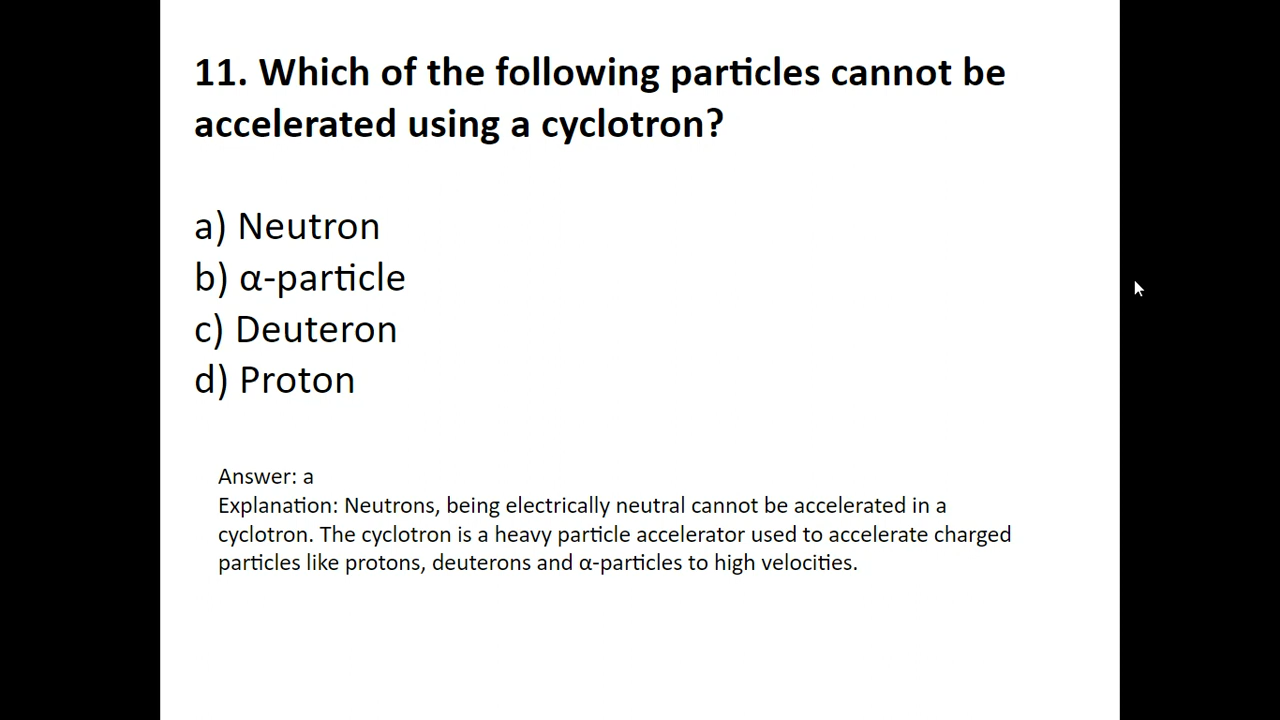 11. Which of the following particles cannot be
accelerated using a cyclotron?
a) Neutron
b) α-particle
c) Deuteron
d) Proton
Answer: a
Explanation: Neutrons, being electrically neutral cannot be accelerated in a
cyclotron. The cyclotron is a heavy particle accelerator used to accelerate charged
particles like protons, deuterons and α-particles to high velocities.